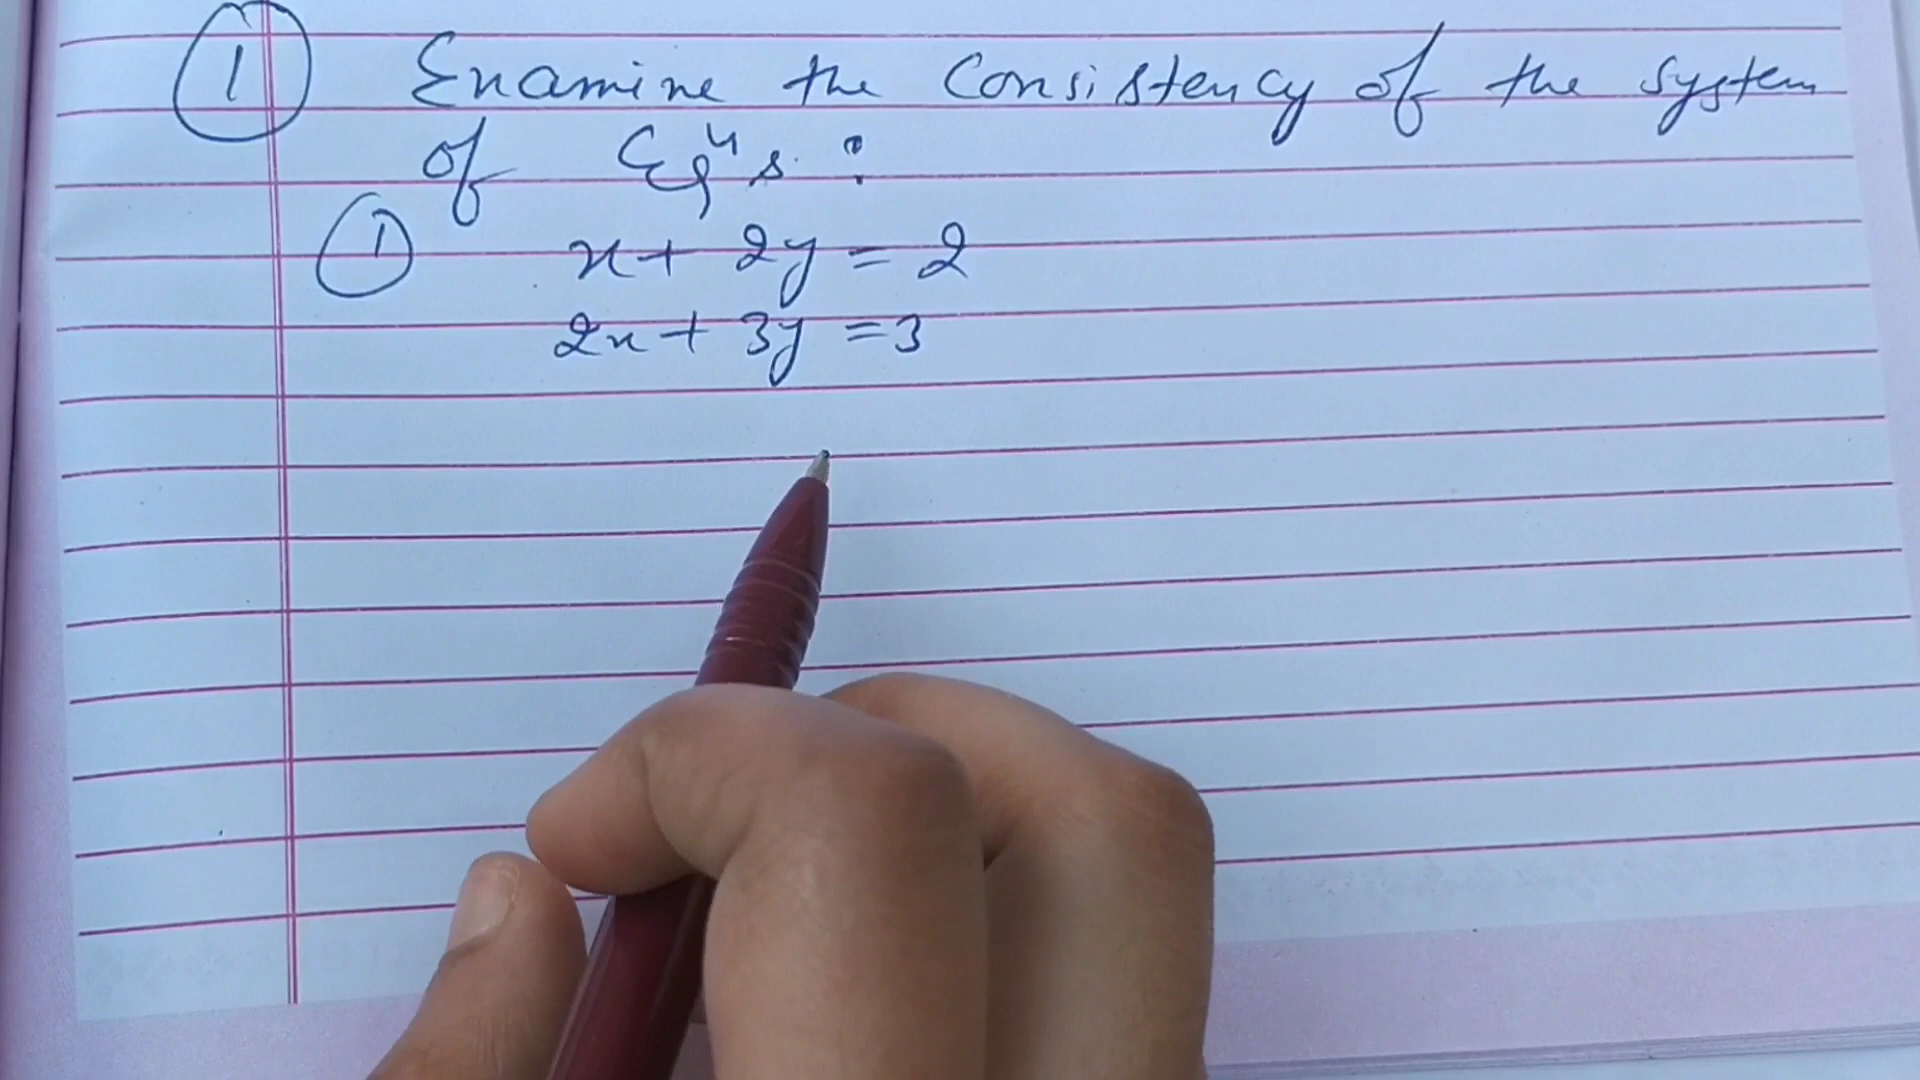 ① Examine the Consistency of the system
of Eqⁿs :
① x + 2y = 2
2x + 3y = 3